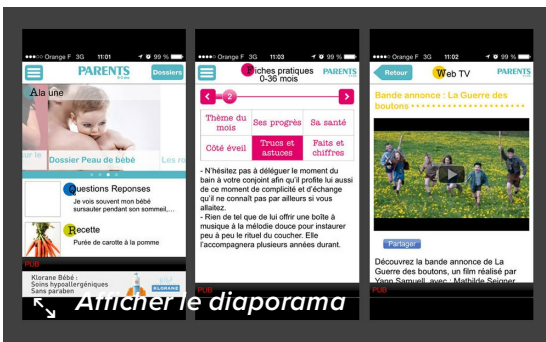 Orange F 3G 11:01 99 %
PARENTS
Dossiers
A la une
Dossier Peau de bébé
Les ro
Questions Reponses
Je vois souvent mon bébé
sursauter pendant son sommeil,...
Recette
Purée de carotte à la pomme
PUB
Klorane Bébé :
Soins hypoallergéniques
Sans paraben
KLORANE
Orange F 3G 11:03 99 %
Fiches pratiques
0-36 mois
PARENTS
2
Thème du mois
Ses progrès
Sa santé
Côté éveil
Trucs et astuces
Faits et chiffres
- N'hésitez pas à déléguer le moment du
bain à votre conjoint afin qu'il profite lui aussi
de ce moment de complicité et d'échange
qu'il ne connaît pas par ailleurs si vous
allaitez.
- Rien de tel que de lui offrir une boîte à
musique à la mélodie douce pour instaurer
peu à peu le rituel du coucher. Elle
l'accompagnera plusieurs années durant.
Orange F 3G 11:02 99 %
Retour
Web TV
PARENTS
Bande annonce : La Guerre des
boutons
Partager
Découvrez la bande annonce de La
Guerre des boutons, un film réalisé par
Yann Samuell, avec : Mathilde Seigner
PUB
Afficher le diaporama